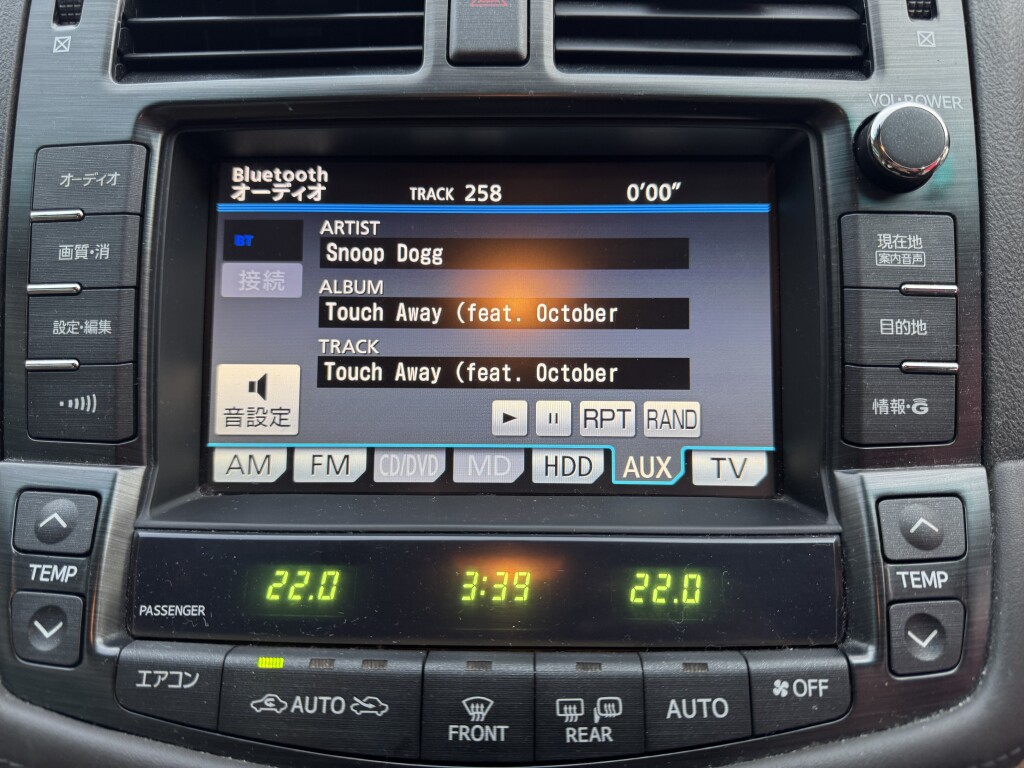 VOL•POWER
オーディオ
画質•消
設定•編集
Bluetooth
オーディオ
TRACK 258
0'00"
BT
接続
ARTIST
Snoop Dogg
ALBUM
Touch Away (feat. October
TRACK
Touch Away (feat. October
音設定
RPT
RAND
AM
FM
CD/DVD
MD
HDD
AUX
TV
現在地
案内音声
目的地
情報•G
TEMP
PASSENGER
22.0
3:39
22.0
TEMP
エアコン
AUTO
FRONT
REAR
AUTO
OFF